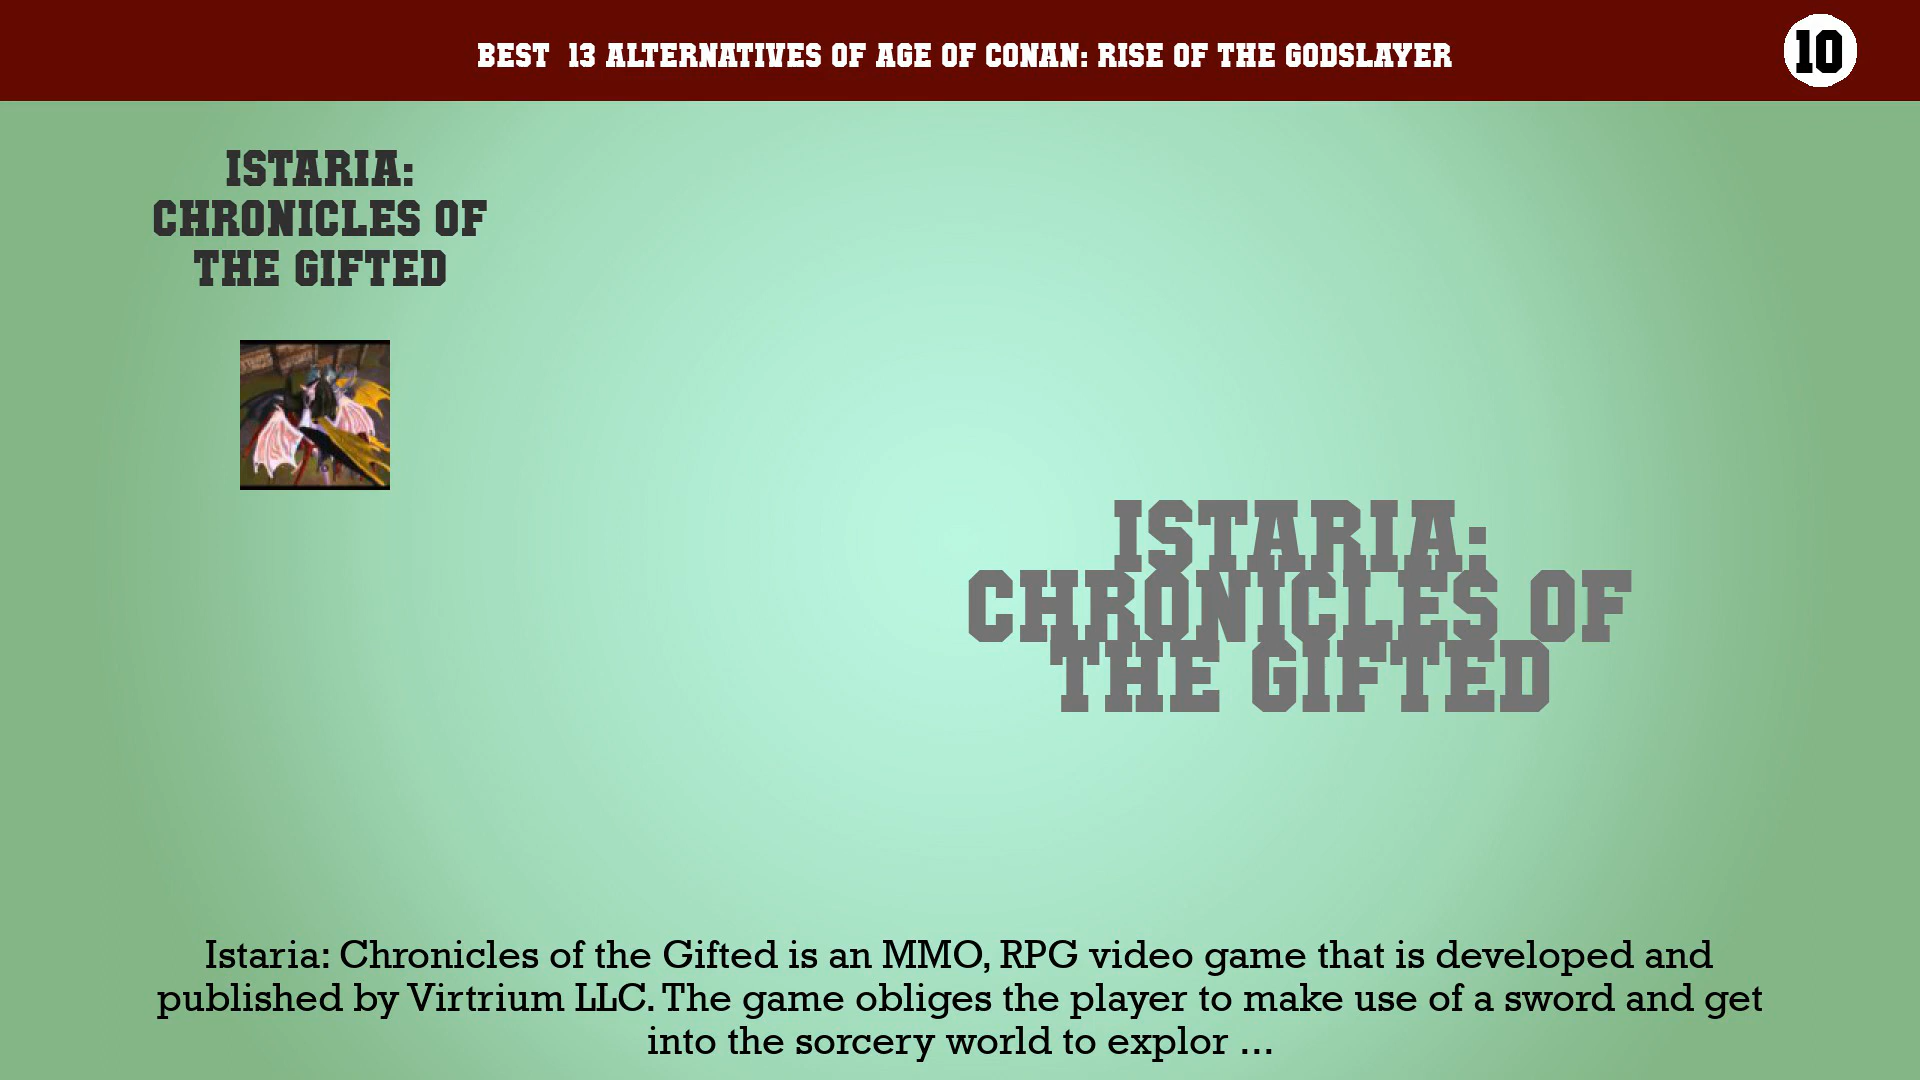 BEST 13 ALTERNATIVES OF AGE OF CONAN: RISE OF THE GODSLAYER
10
ISTARIA:
CHRONICLES OF
THE GIFTED
ISTARIA:
CHRONICLES OF
THE GIFTED
Istaria: Chronicles of the Gifted is an MMO, RPG video game that is developed and
published by Virtrium LLC. The game obliges the player to make use of a sword and get
into the sorcery world to explor ...